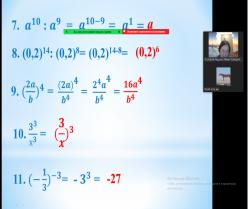 7. a¹⁰ : a⁹ = a¹⁰⁻⁹ = a¹ = a
8. (0,2)¹⁴: (0,2)⁸= (0,2)¹⁴⁻⁸= (0,2)⁶
9. (2a/b)⁴ = (2a)⁴/b⁴ = 2⁴a⁴/b⁴ = 16a⁴/b⁴
10. 3³/x³ = (3/x)³
11. (-1/3)⁻³= - 3³ = -27